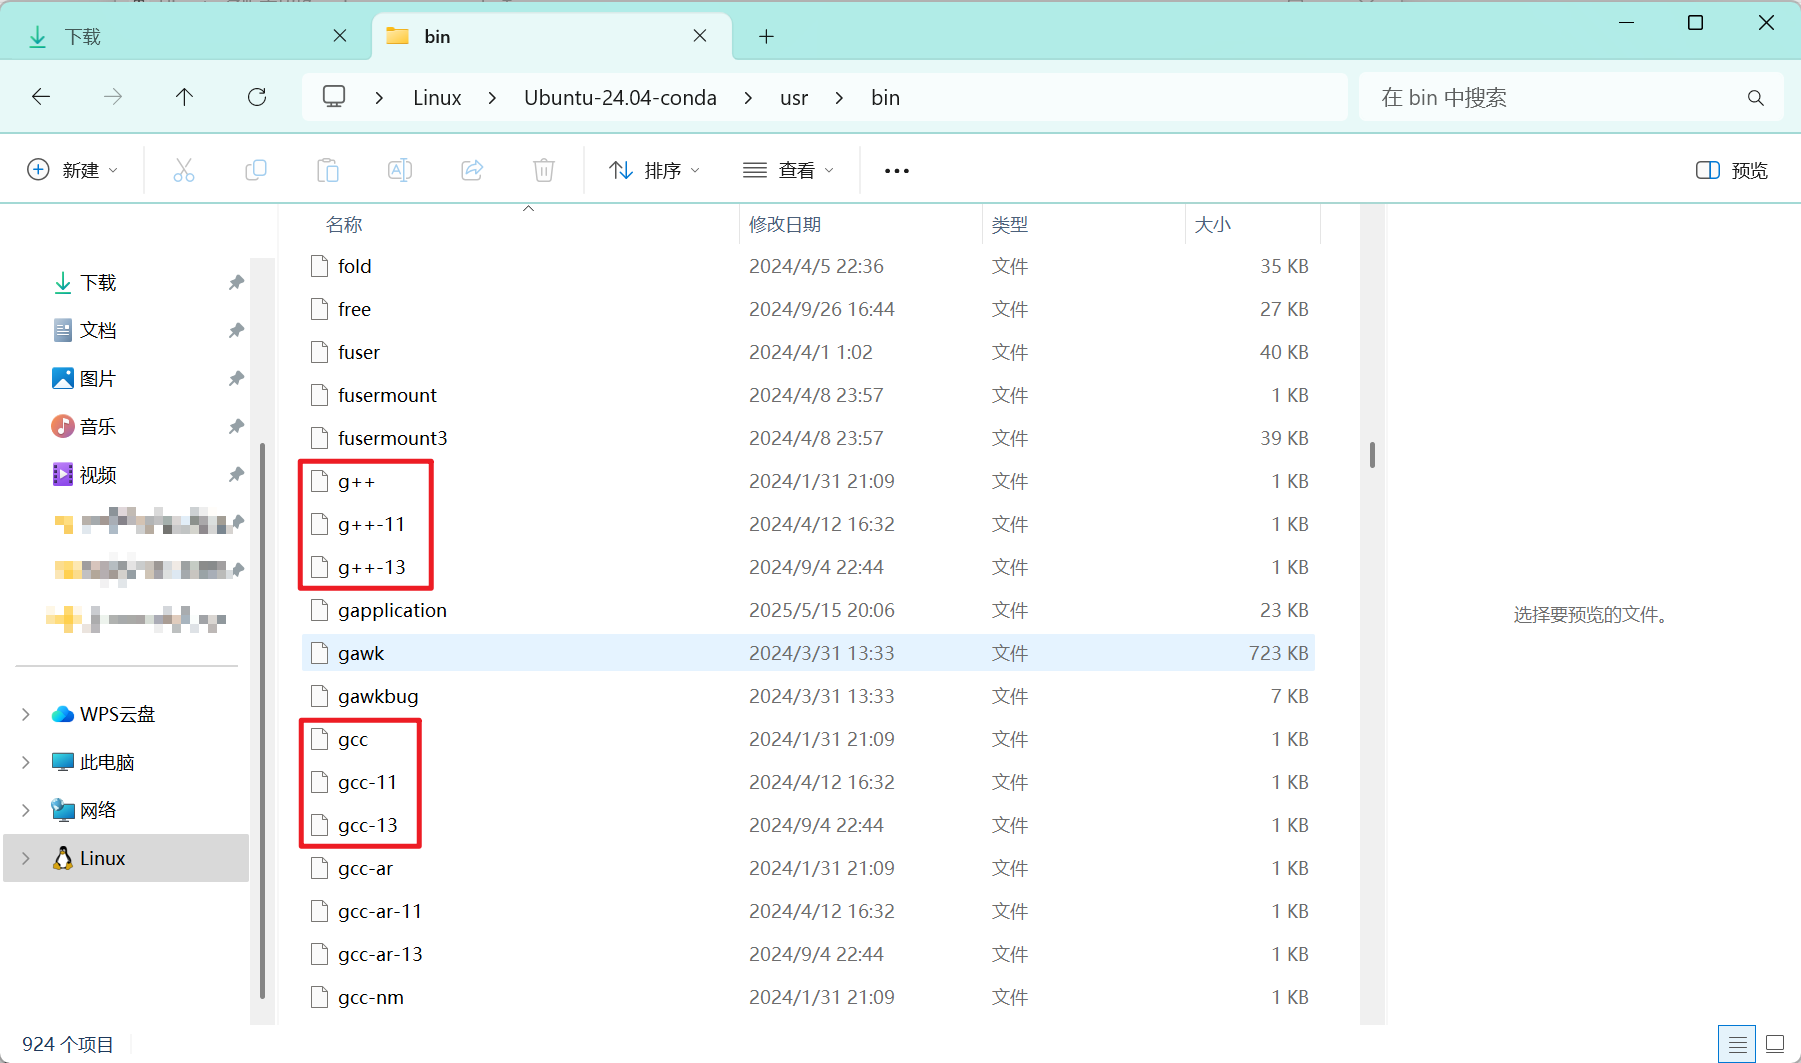 下载
bin
Linux
Ubuntu-24.04-conda
usr
bin
在 bin 中搜索
新建
排序
查看
预览
名称 修改日期 类型 大小
下载
文档
图片
音乐
视频
WPS云盘
此电脑
网络
Linux
fold 2024/4/5 22:36 文件 35 KB
free 2024/9/26 16:44 文件 27 KB
fuser 2024/4/1 1:02 文件 40 KB
fusermount 2024/4/8 23:57 文件 1 KB
fusermount3 2024/4/8 23:57 文件 39 KB
g++ 2024/1/31 21:09 文件 1 KB
g++-11 2024/4/12 16:32 文件 1 KB
g++-13 2024/9/4 22:44 文件 1 KB
gapplication 2025/5/15 20:06 文件 23 KB
gawk 2024/3/31 13:33 文件 723 KB
gawkbug 2024/3/31 13:33 文件 7 KB
gcc 2024/1/31 21:09 文件 1 KB
gcc-11 2024/4/12 16:32 文件 1 KB
gcc-13 2024/9/4 22:44 文件 1 KB
gcc-ar 2024/1/31 21:09 文件 1 KB
gcc-ar-11 2024/4/12 16:32 文件 1 KB
gcc-ar-13 2024/9/4 22:44 文件 1 KB
gcc-nm 2024/1/31 21:09 文件 1 KB
选择要预览的文件。
924 个项目